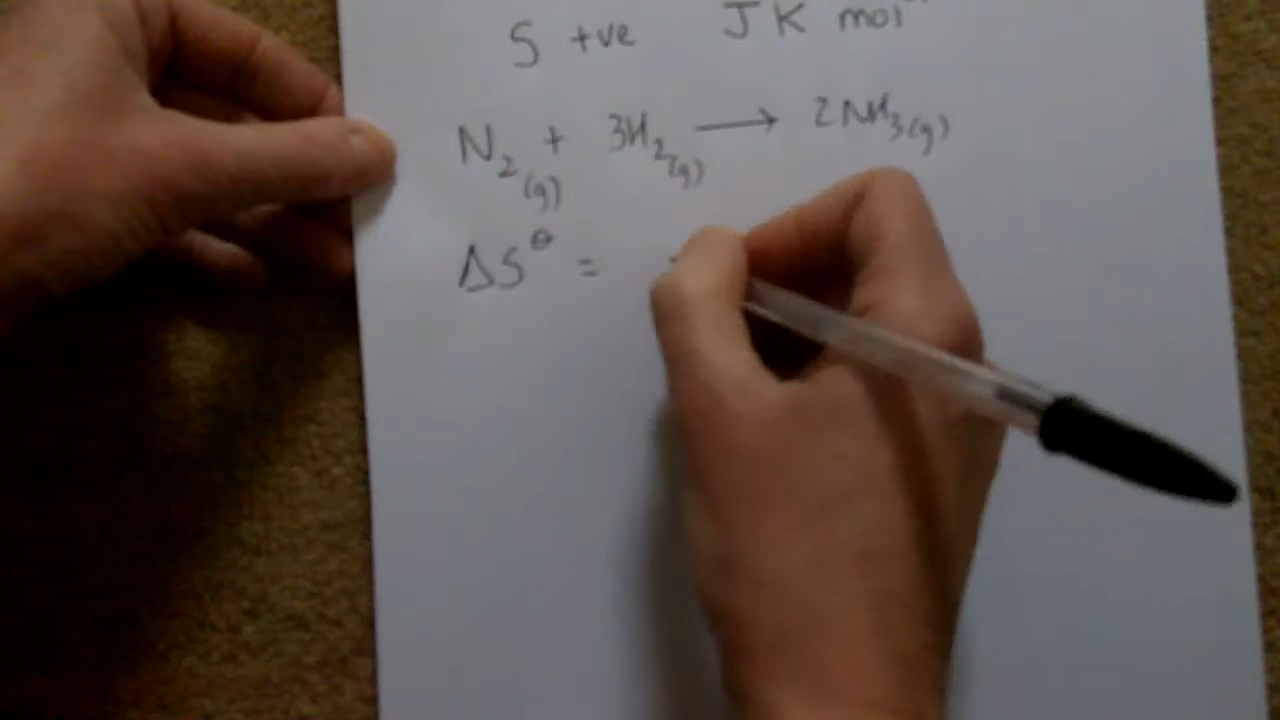 S +ve J K mol
N₂(g) + 3H₂(g) → 2NH₃(g)
ΔS^θ =